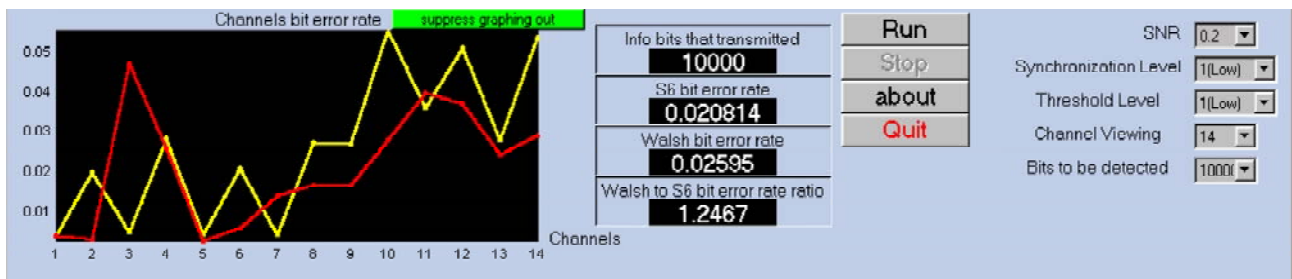 Channels bit error rate
suppress graphing out
0.05
0.04
0.03
0.02
0.01
1 2 3 4 5 6 7 8 9 10 11 12 13 14
Channels
Info bits that transmitted
10000
S6 bit error rate
0.020814
Walsh bit error rate
0.02595
Walsh to S6 bit error rate ratio
1.2467
Run
Stop
about
Quit
SNR 0.2
Synchronization Level 1(Low)
Threshold Level 1(Low)
Channel Viewing 14
Bits to be detected